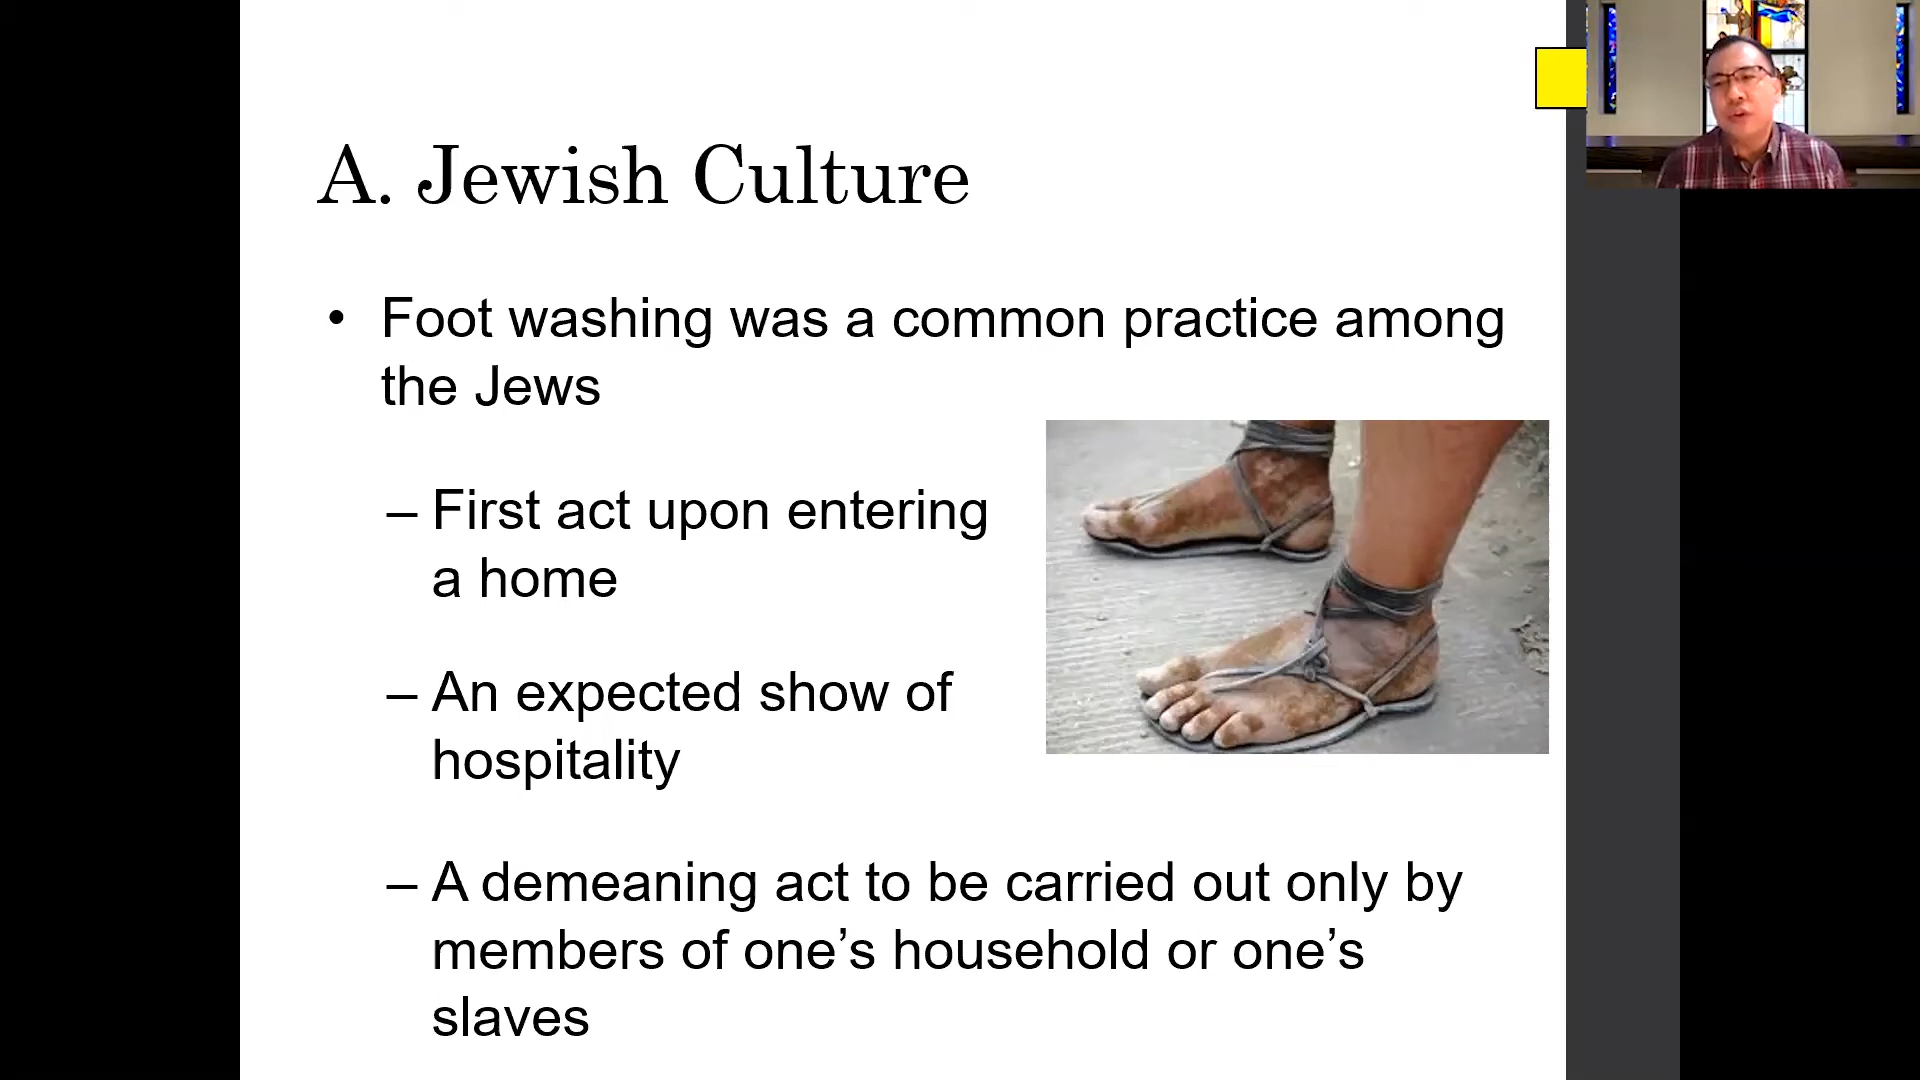 A. Jewish Culture
• Foot washing was a common practice among
the Jews
– First act upon entering
a home
– An expected show of
hospitality
– A demeaning act to be carried out only by
members of one’s household or one’s
slaves